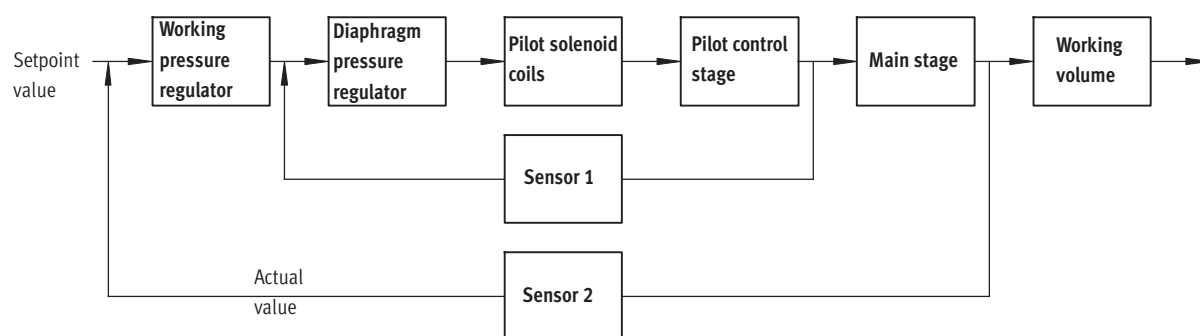 Setpoint
value
Working
pressure
regulator
Diaphragm
pressure
regulator
Pilot solenoid
coils
Pilot control
stage
Main stage
Working
volume
Sensor 1
Actual
value
Sensor 2